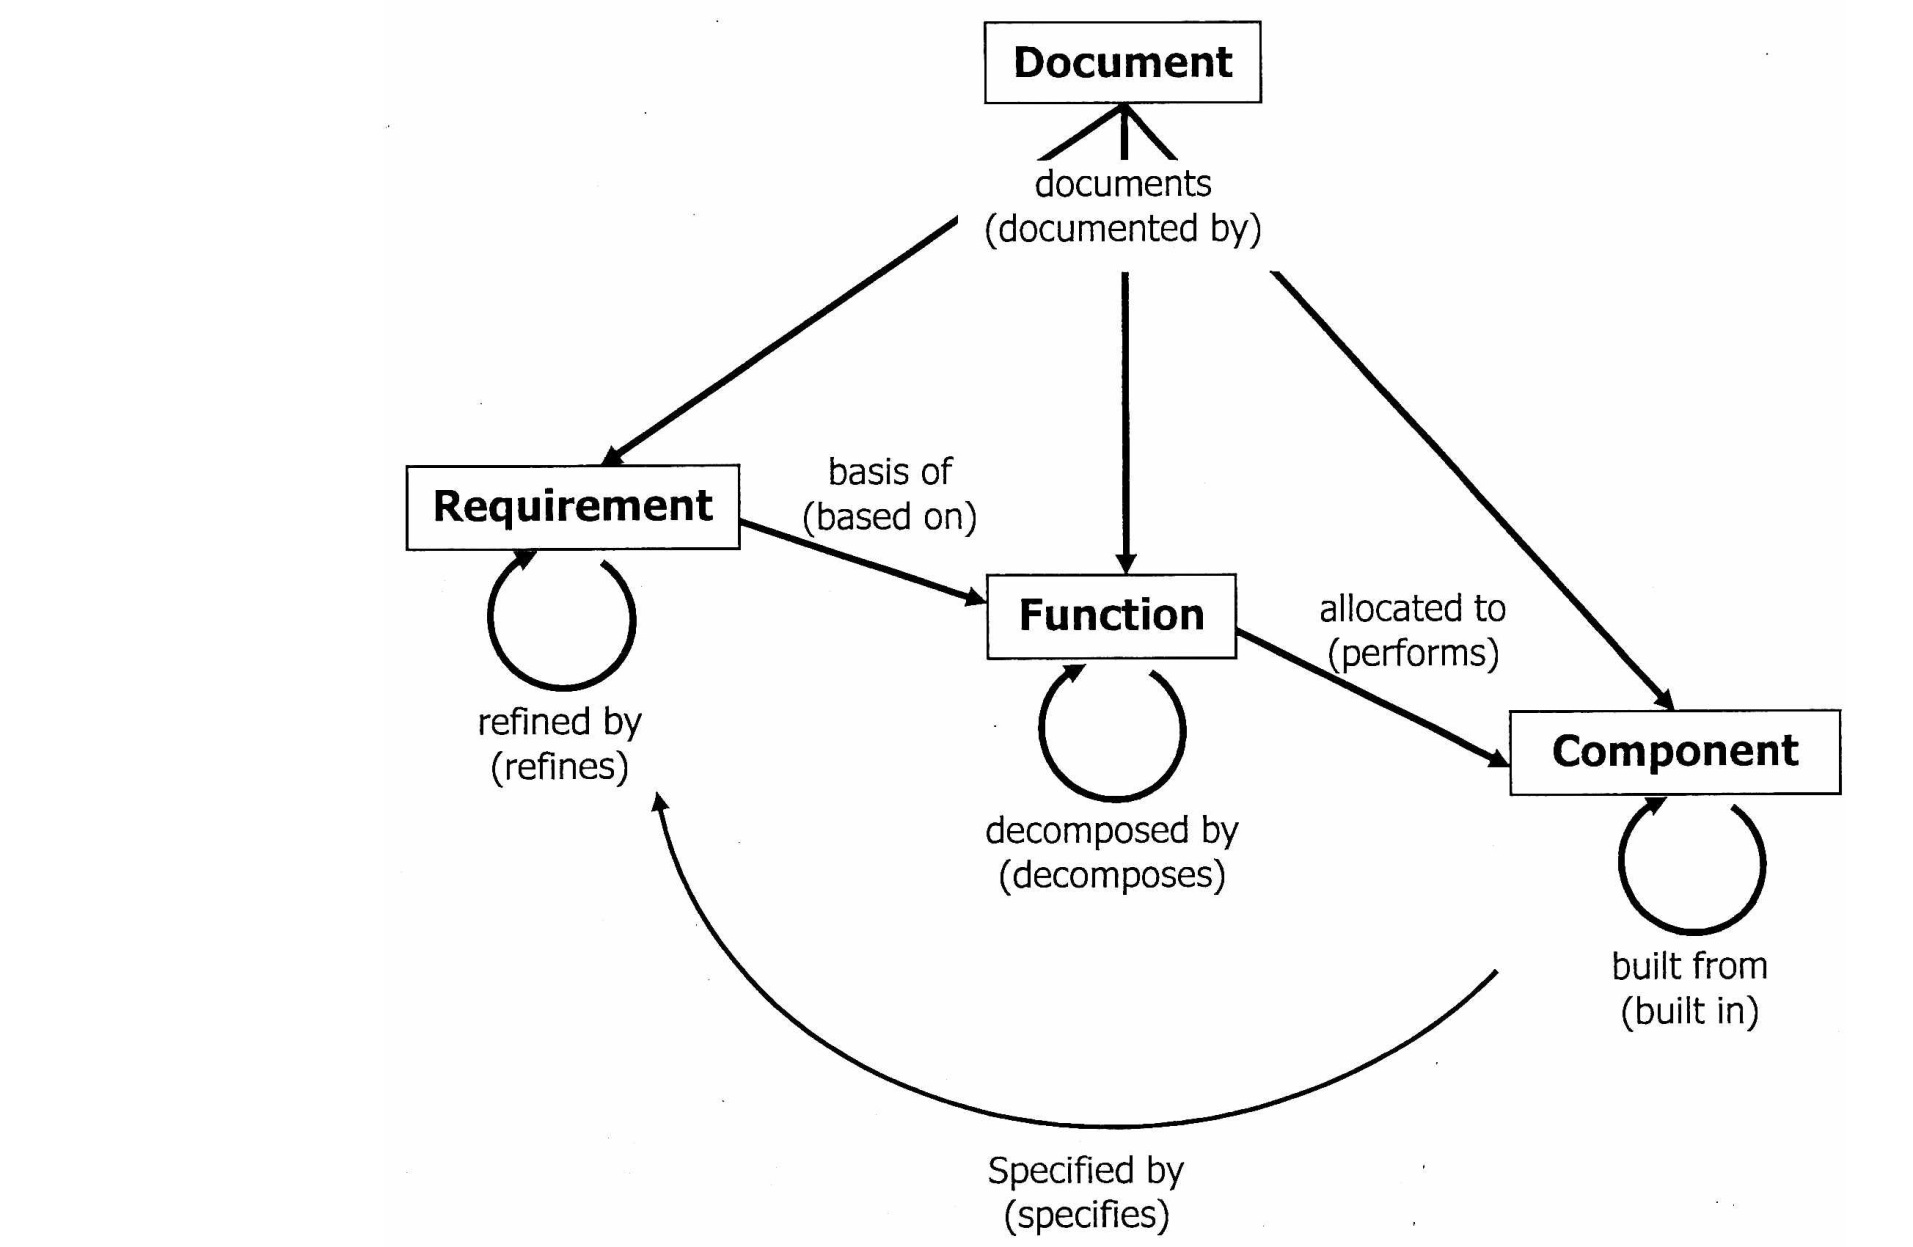 Document
documents
(documented by)
Requirement
basis of
(based on)
Function
allocated to
(performs)
Component
refined by
(refines)
decomposed by
(decomposes)
built from
(built in)
Specified by
(specifies)